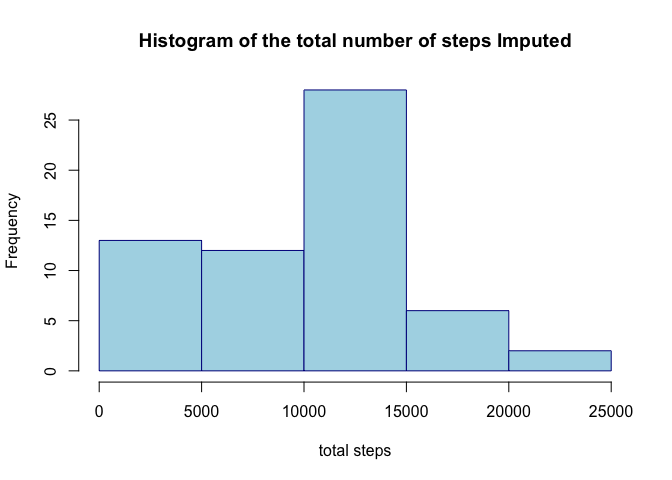 Histogram of the total number of steps Imputed
Frequency
25
20
15
10
5
0
0 5000 10000 15000 20000 25000
total steps